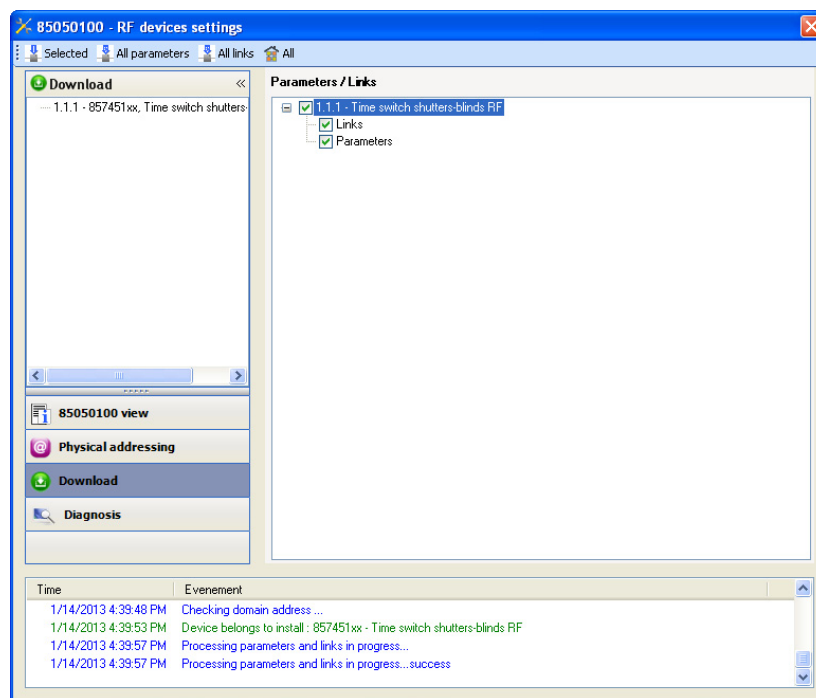 85050100 - RF devices settings
Selected All parameters All links All
Download
1.1.1 - 857451xx, Time switch shutters-
85050100 view
Physical addressing
Download
Diagnosis
Parameters / Links
1.1.1 - Time switch shutters-blinds RF
Links
Parameters
Time Evenement
1/14/2013 4:39:48 PM Checking domain address ...
1/14/2013 4:39:53 PM Device belongs to install : 857451xx - Time switch shutters-blinds RF
1/14/2013 4:39:57 PM Processing parameters and links in progress...
1/14/2013 4:39:57 PM Processing parameters and links in progress...success